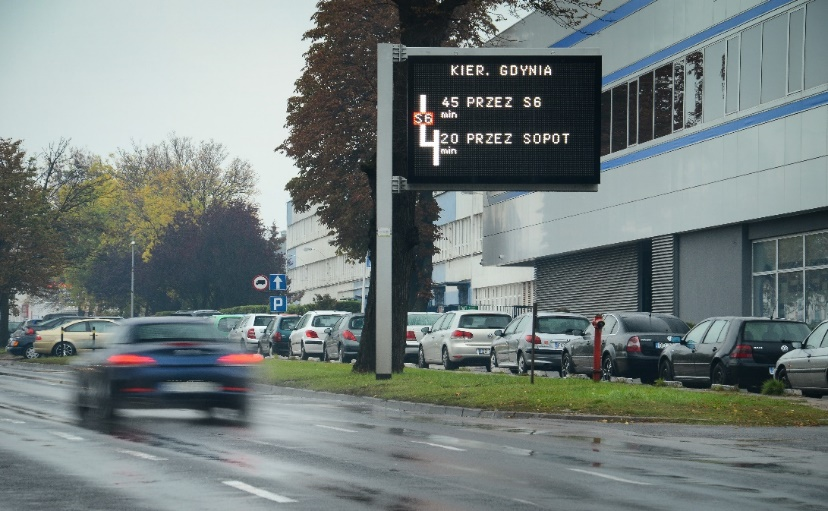 KIER. GDYNIA
45 PRZEZ S6
min
S6
20 PRZEZ SOPOT
min
P